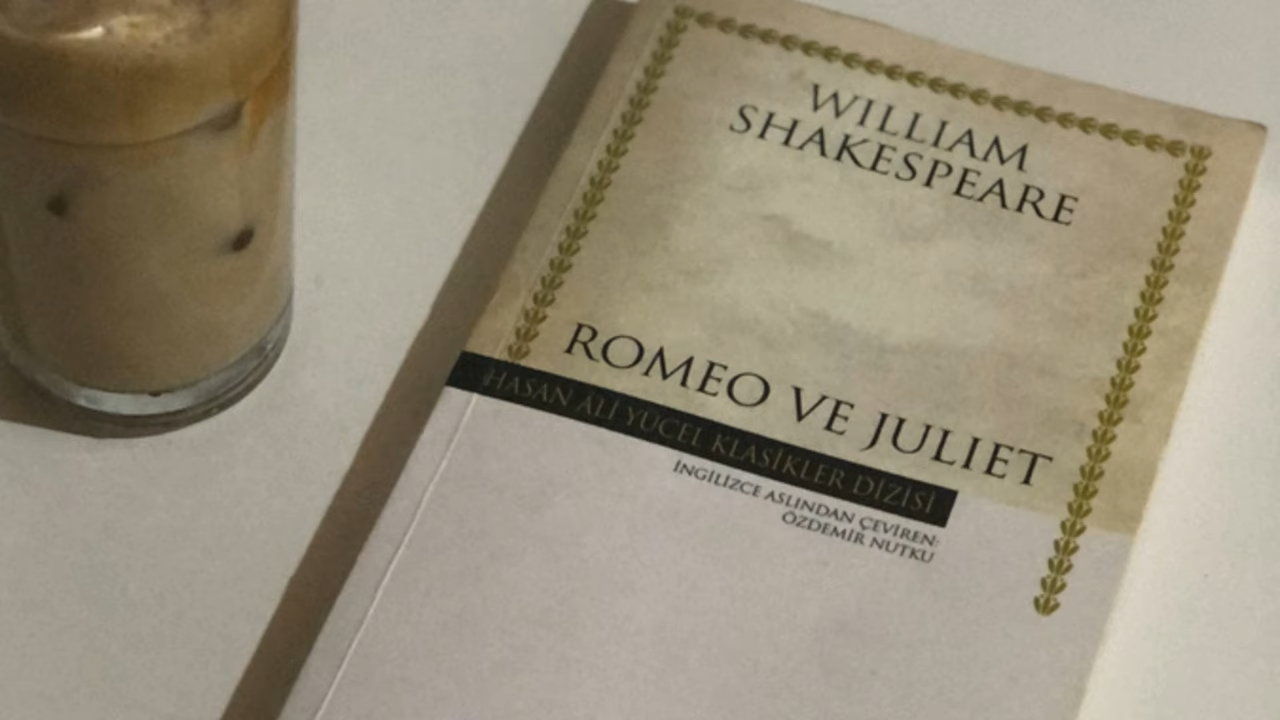 WILLIAM
SHAKESPEARE
ROMEO VE JULIET
HASAN ÂLİ YÜCEL KLASİKLER DİZİSİ
İNGİLİZCE ASLINDAN ÇEVİREN:
ÖZDEMİR NUTKU